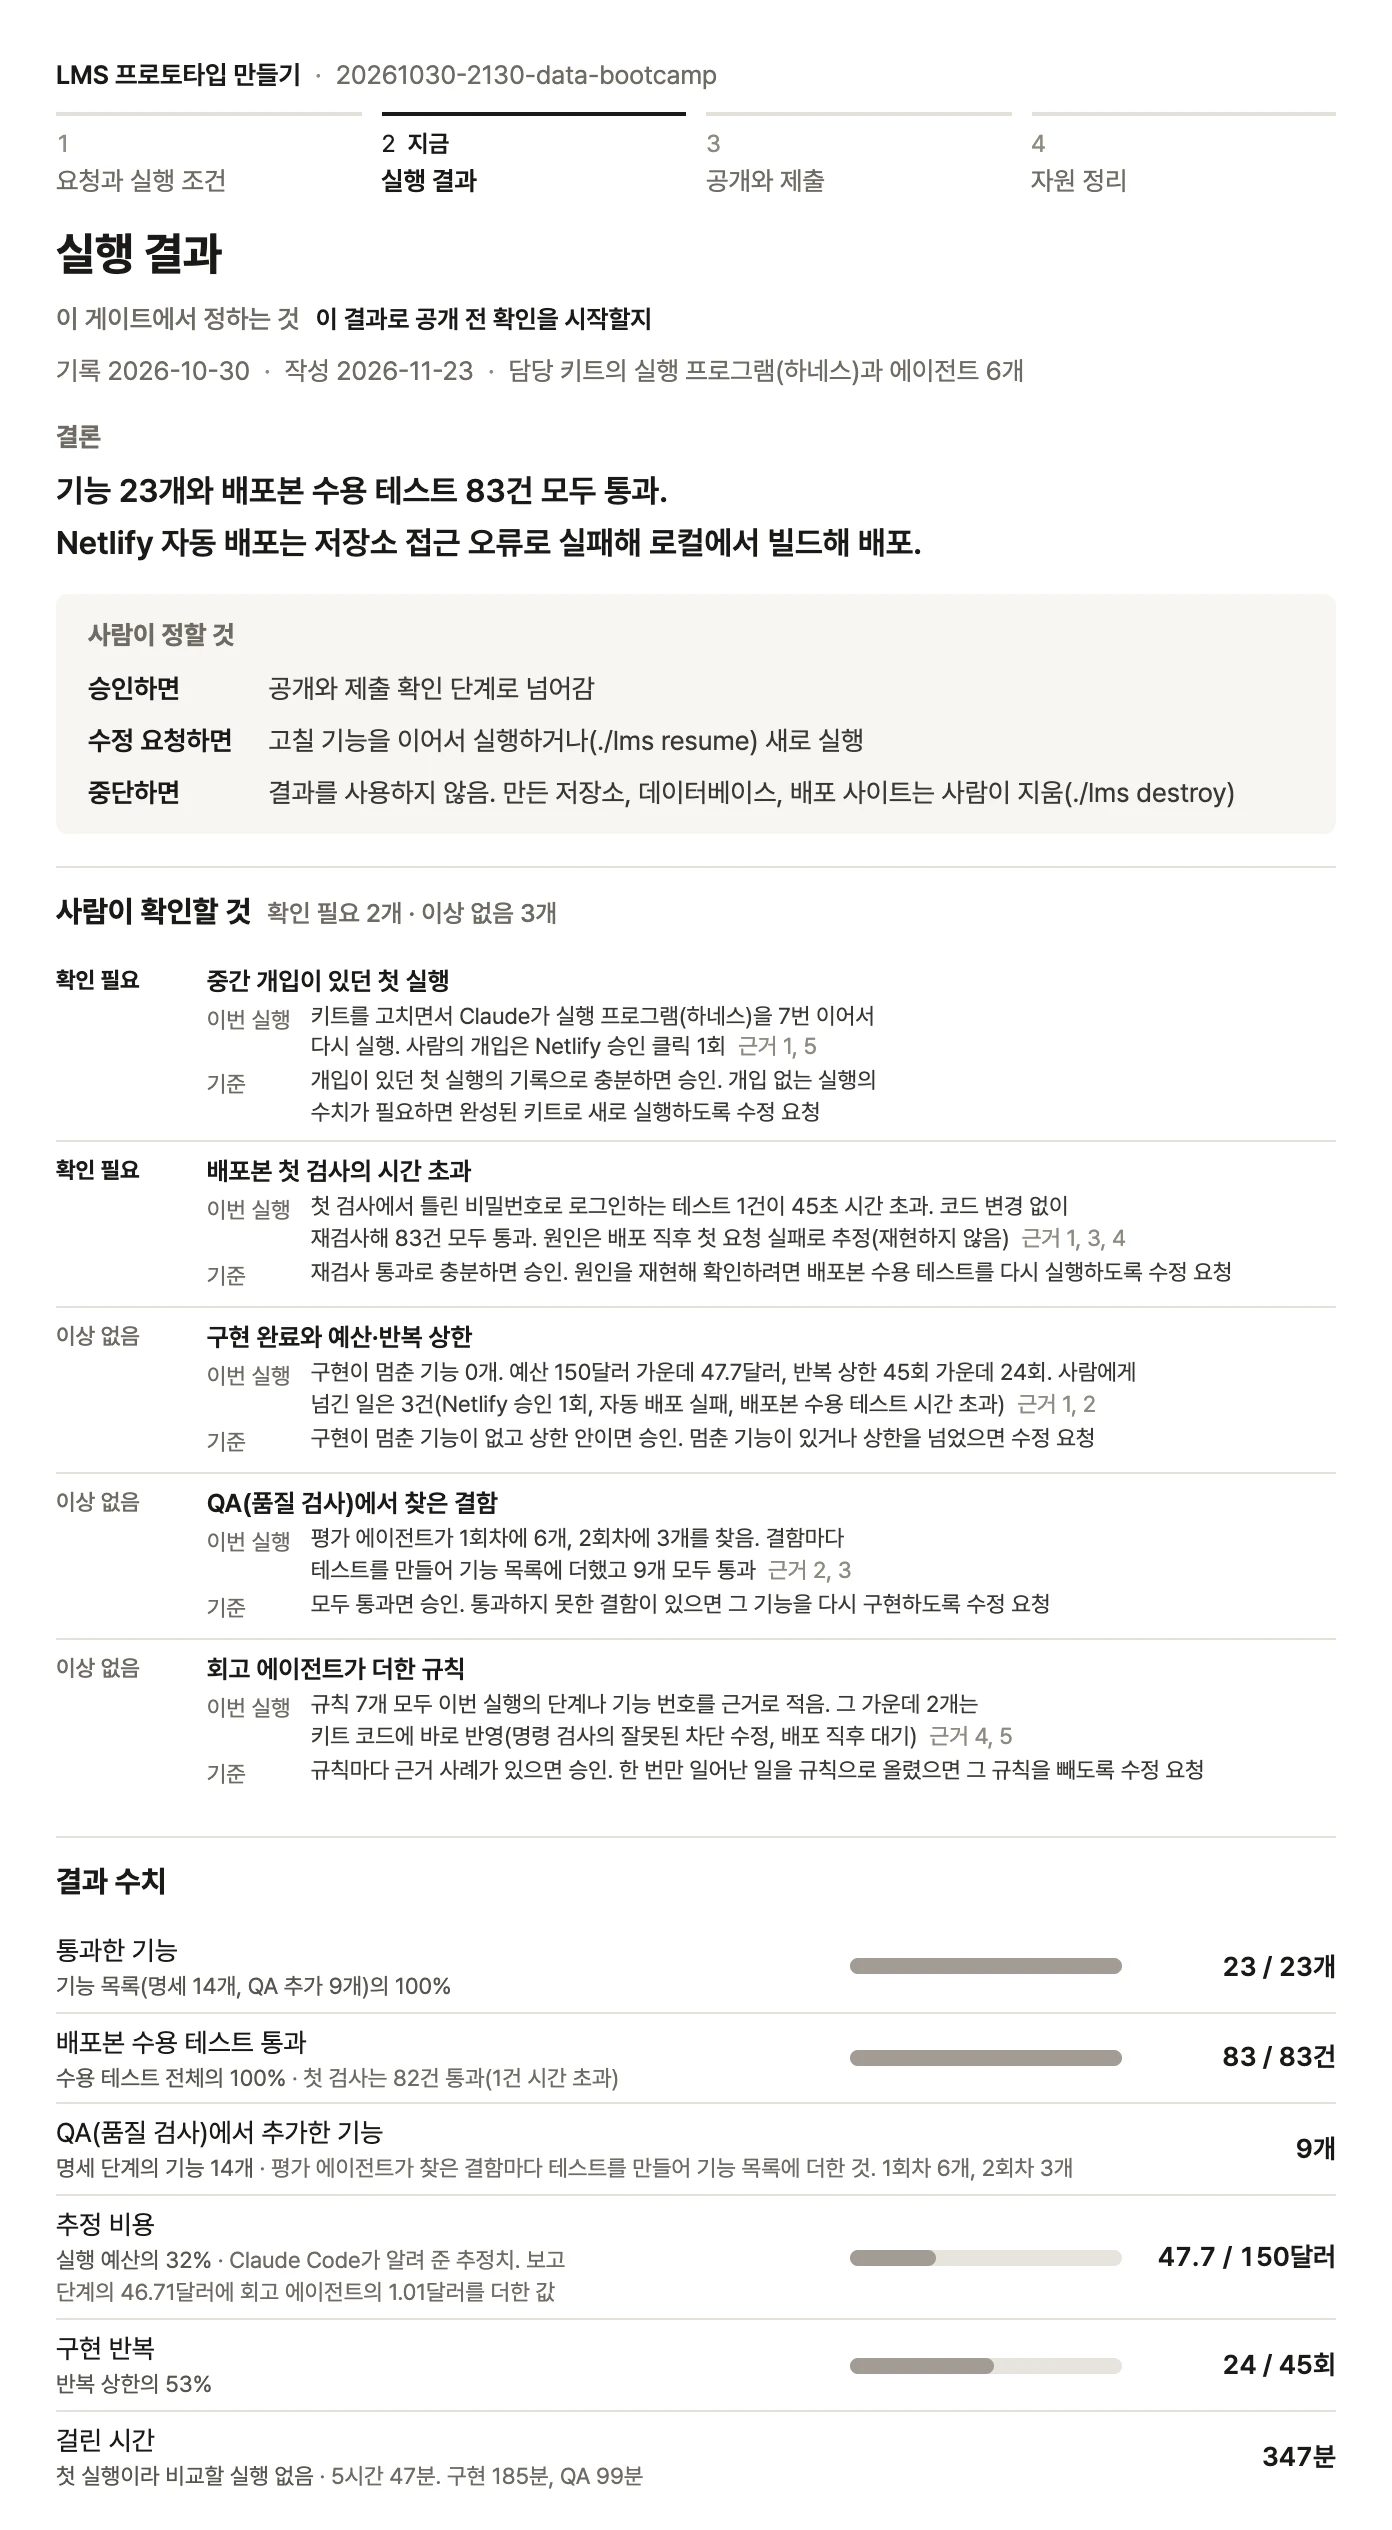 LMS 프로토타입 만들기 · 20261030-2130-data-bootcamp
1
요청과 실행 조건
2 지금
실행 결과
3
공개와 제출
4
자원 정리
실행 결과
이 게이트에서 정하는 것 이 결과로 공개 전 확인을 시작할지
기록 2026-10-30 · 작성 2026-11-23 · 담당 키트의 실행 프로그램(하네스)과 에이전트 6개
결론
기능 23개와 배포본 수용 테스트 83건 모두 통과.
Netlify 자동 배포는 저장소 접근 오류로 실패해 로컬에서 빌드해 배포.
사람이 정할 것
승인하면 공개와 제출 확인 단계로 넘어감
수정 요청하면 고칠 기능을 이어서 실행하거나(./lms resume) 새로 실행
중단하면 결과를 사용하지 않음. 만든 저장소, 데이터베이스, 배포 사이트는 사람이 지움(./lms destroy)
사람이 확인할 것 확인 필요 2개 · 이상 없음 3개
확인 필요 중간 개입이 있던 첫 실행
이번 실행 키트를 고치면서 Claude가 실행 프로그램(하네스)을 7번 이어서
다시 실행. 사람의 개입은 Netlify 승인 클릭 1회 근거 1, 5
기준 개입이 있던 첫 실행의 기록으로 충분하면 승인. 개입 없는 실행의
수치가 필요하면 완성된 키트로 새로 실행하도록 수정 요청
확인 필요 배포본 첫 검사의 시간 초과
이번 실행 첫 검사에서 틀린 비밀번호로 로그인하는 테스트 1건이 45초 시간 초과. 코드 변경 없이
재검사해 83건 모두 통과. 원인은 배포 직후 첫 요청 실패로 추정(재현하지 않음) 근거 1, 3, 4
기준 재검사 통과로 충분하면 승인. 원인을 재현해 확인하려면 배포본 수용 테스트를 다시 실행하도록 수정 요청
이상 없음 구현 완료와 예산·반복 상한
이번 실행 구현이 멈춘 기능 0개. 예산 150달러 가운데 47.7달러, 반복 상한 45회 가운데 24회. 사람에게
넘긴 일은 3건(Netlify 승인 1회, 자동 배포 실패, 배포본 수용 테스트 시간 초과) 근거 1, 2
기준 구현이 멈춘 기능이 없고 상한 안이면 승인. 멈춘 기능이 있거나 상한을 넘었으면 수정 요청
이상 없음 QA(품질 검사)에서 찾은 결함
이번 실행 평가 에이전트가 1회차에 6개, 2회차에 3개를 찾음. 결함마다
테스트를 만들어 기능 목록에 더했고 9개 모두 통과 근거 2, 3
기준 모두 통과면 승인. 통과하지 못한 결함이 있으면 그 기능을 다시 구현하도록 수정 요청
이상 없음 회고 에이전트가 더한 규칙
이번 실행 규칙 7개 모두 이번 실행의 단계나 기능 번호를 근거로 적음. 그 가운데 2개는
키트 코드에 바로 반영(명령 검사의 잘못된 차단 수정, 배포 직후 대기) 근거 4, 5
기준 규칙마다 근거 사례가 있으면 승인. 한 번만 일어난 일을 규칙으로 올렸으면 그 규칙을 빼도록 수정 요청
결과 수치
통과한 기능
기능 목록(명세 14개, QA 추가 9개)의 100%
23 / 23개
배포본 수용 테스트 통과
수용 테스트 전체의 100% · 첫 검사는 82건 통과(1건 시간 초과)
83 / 83건
QA(품질 검사)에서 추가한 기능
명세 단계의 기능 14개 · 평가 에이전트가 찾은 결함마다 테스트를 만들어 기능 목록에 더한 것. 1회차 6개, 2회차 3개
9개
추정 비용
실행 예산의 32% · Claude Code가 알려 준 추정치. 보고
단계의 46.71달러에 회고 에이전트의 1.01달러를 더한 값
47.7 / 150달러
구현 반복
반복 상한의 53%
24 / 45회
걸린 시간
첫 실행이라 비교할 실행 없음 · 5시간 47분. 구현 185분, QA 99분
347분